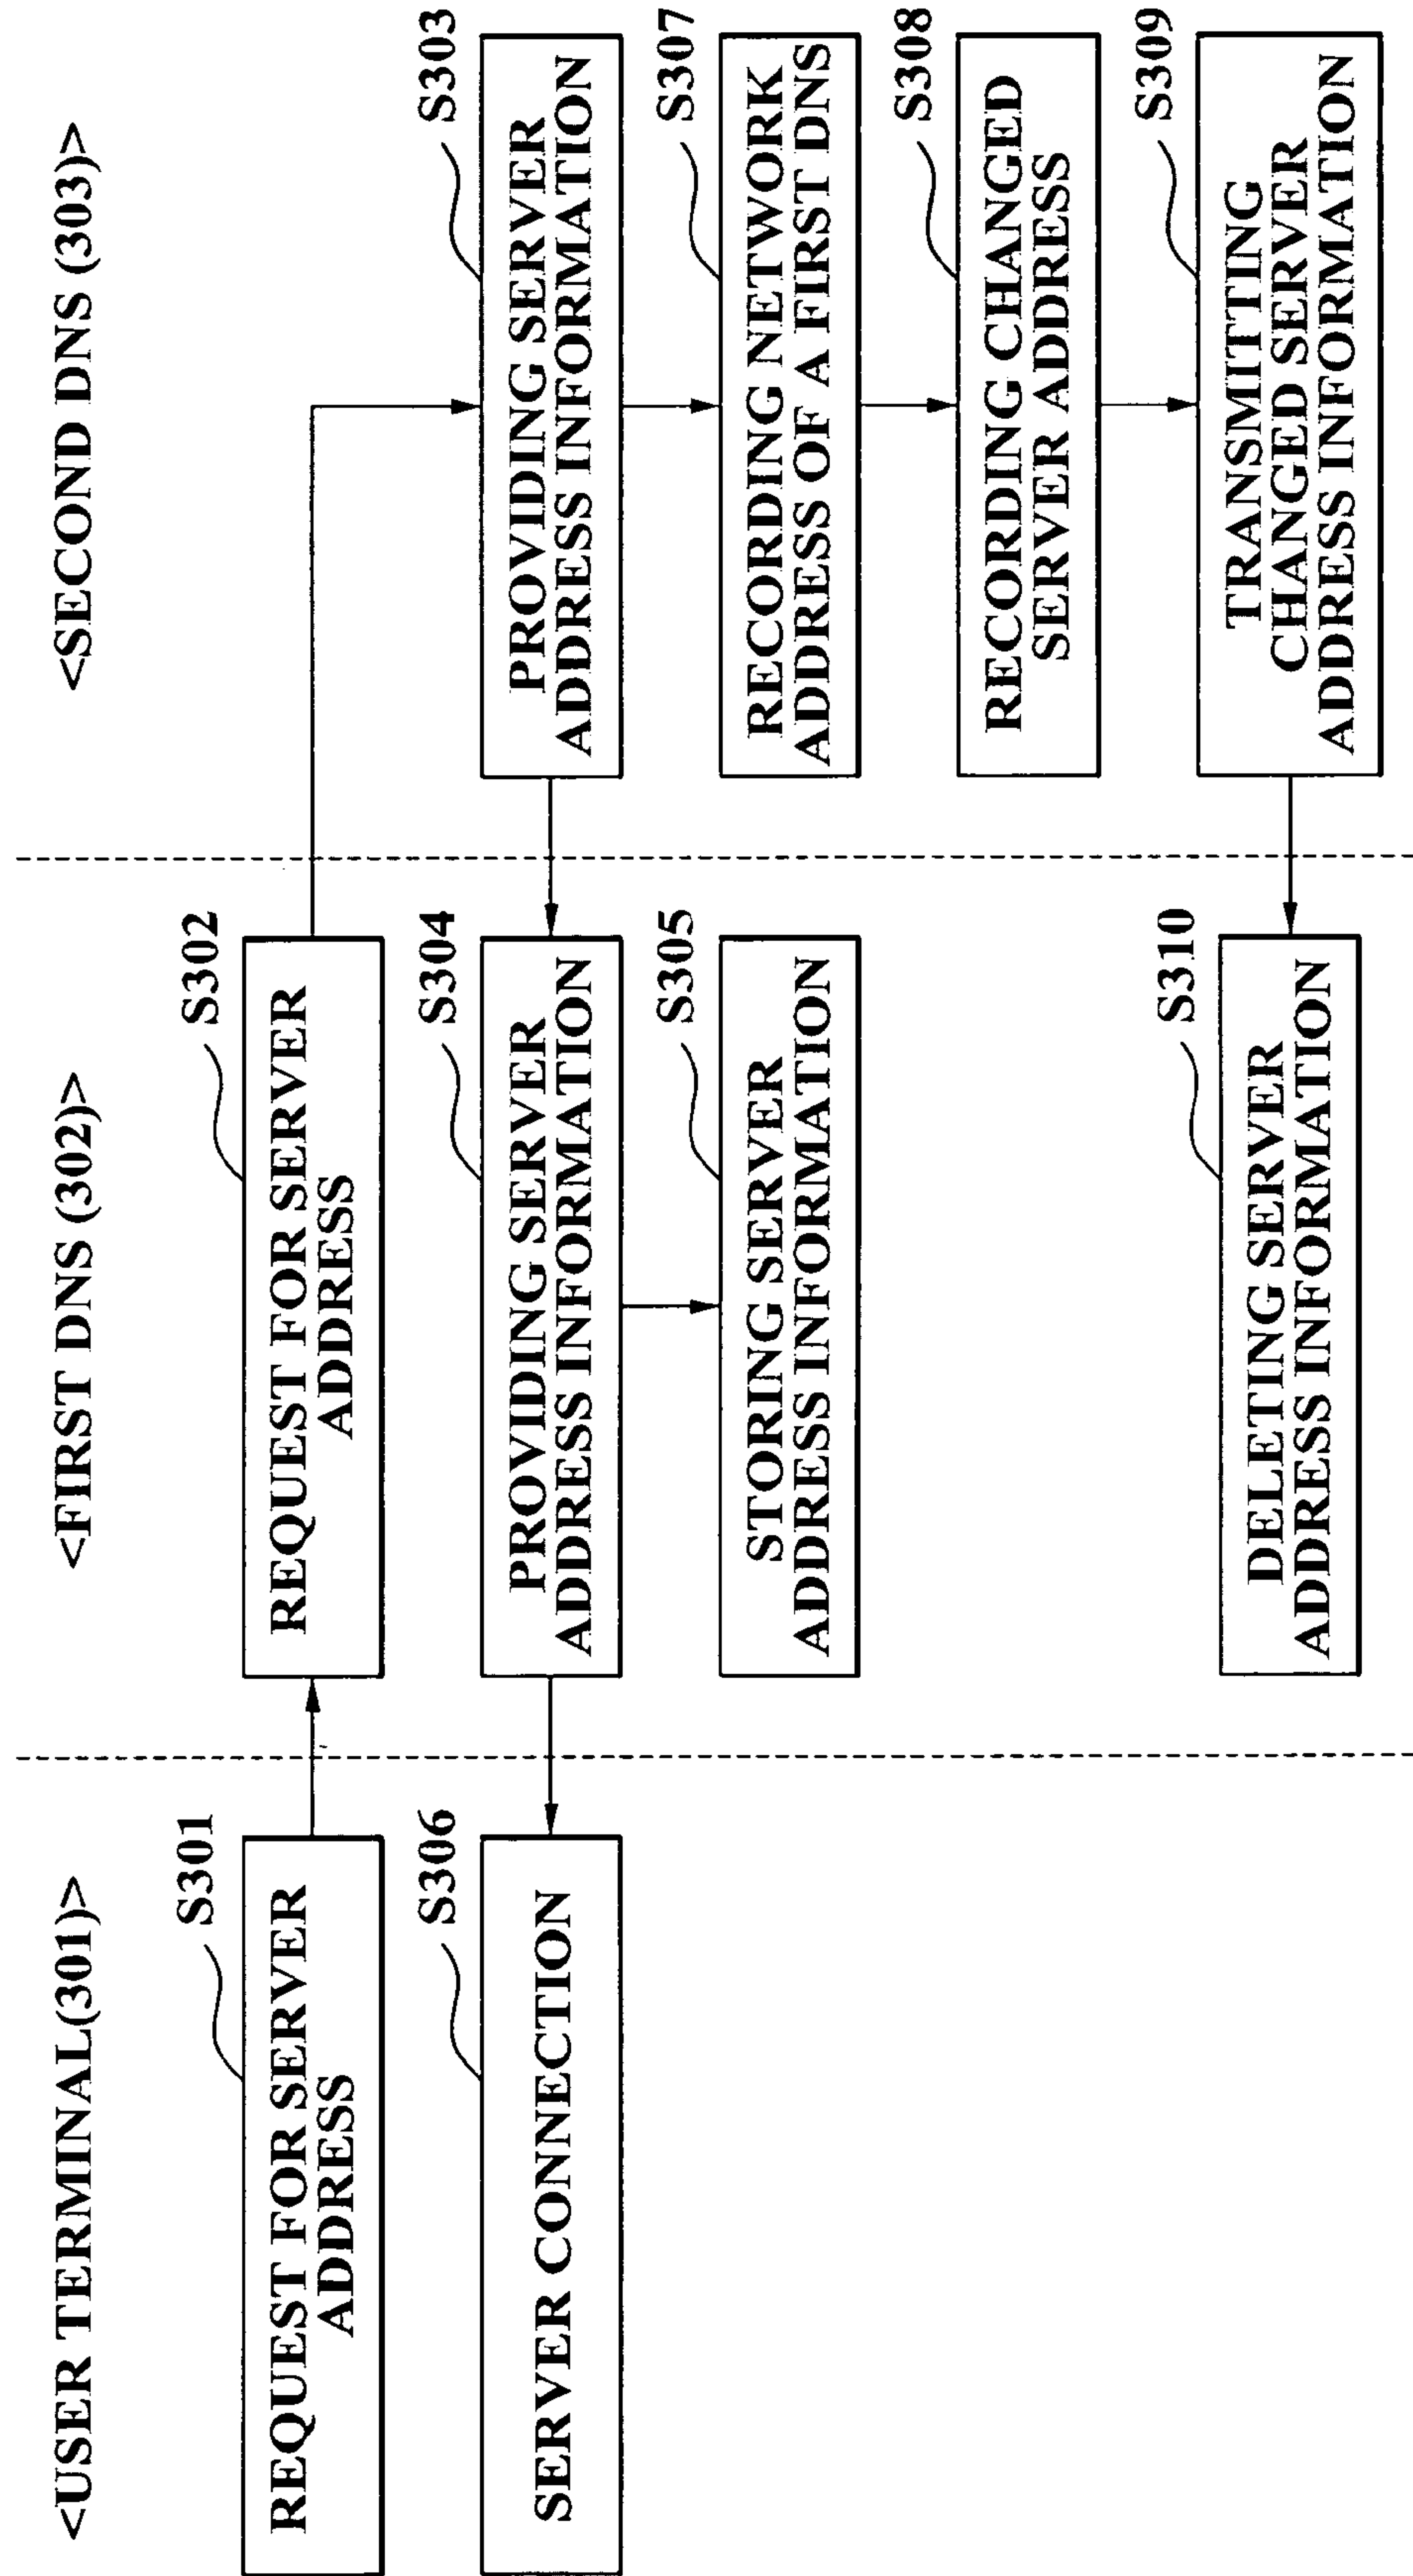 <USER TERMINAL(301)>
<FIRST DNS (302)>
<SECOND DNS (303)>
S301
REQUEST FOR SERVER
ADDRESS
S302
REQUEST FOR SERVER
ADDRESS
S306
SERVER CONNECTION
S304
PROVIDING SERVER
ADDRESS INFORMATION
S303
PROVIDING SERVER
ADDRESS INFORMATION
S305
STORING SERVER
ADDRESS INFORMATION
S307
RECORDING NETWORK
ADDRESS OF A FIRST DNS
S308
RECORDING CHANGED
SERVER ADDRESS
S310
DELETING SERVER
ADDRESS INFORMATION
S309
TRANSMITTING
CHANGED SERVER
ADDRESS INFORMATION